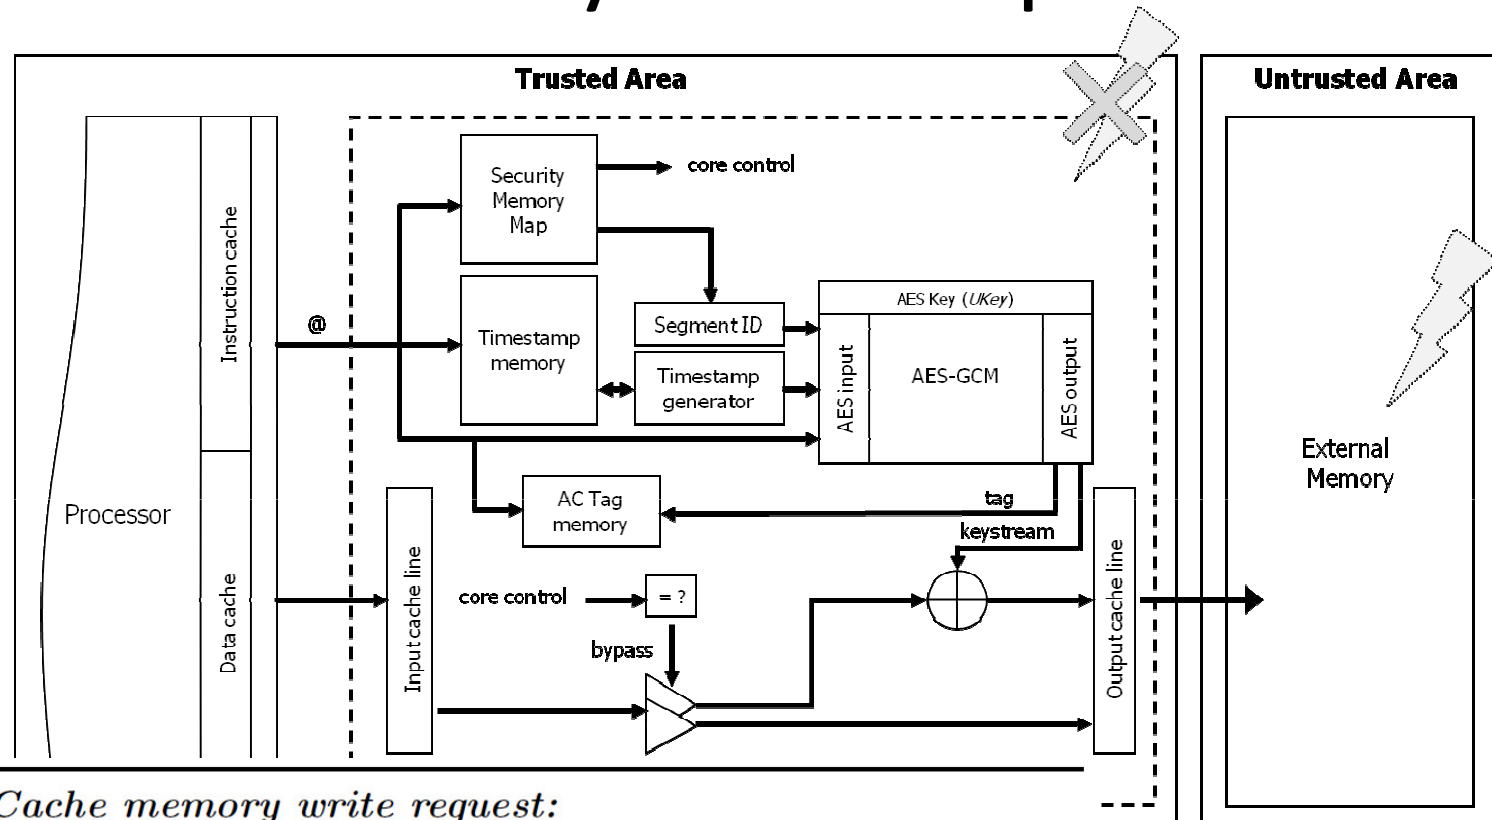 Trusted Area
Untrusted Area
Security
Memory
Map
core control
Instruction cache
@
Timestamp
memory
Segment ID
Timestamp
generator
AES Key (UKey)
AES input
AES-GCM
AES output
External
Memory
Processor
AC Tag
memory
tag
keystream
Data cache
Input cache line
core control
= ?
bypass
Output cache line
Cache memory write request: